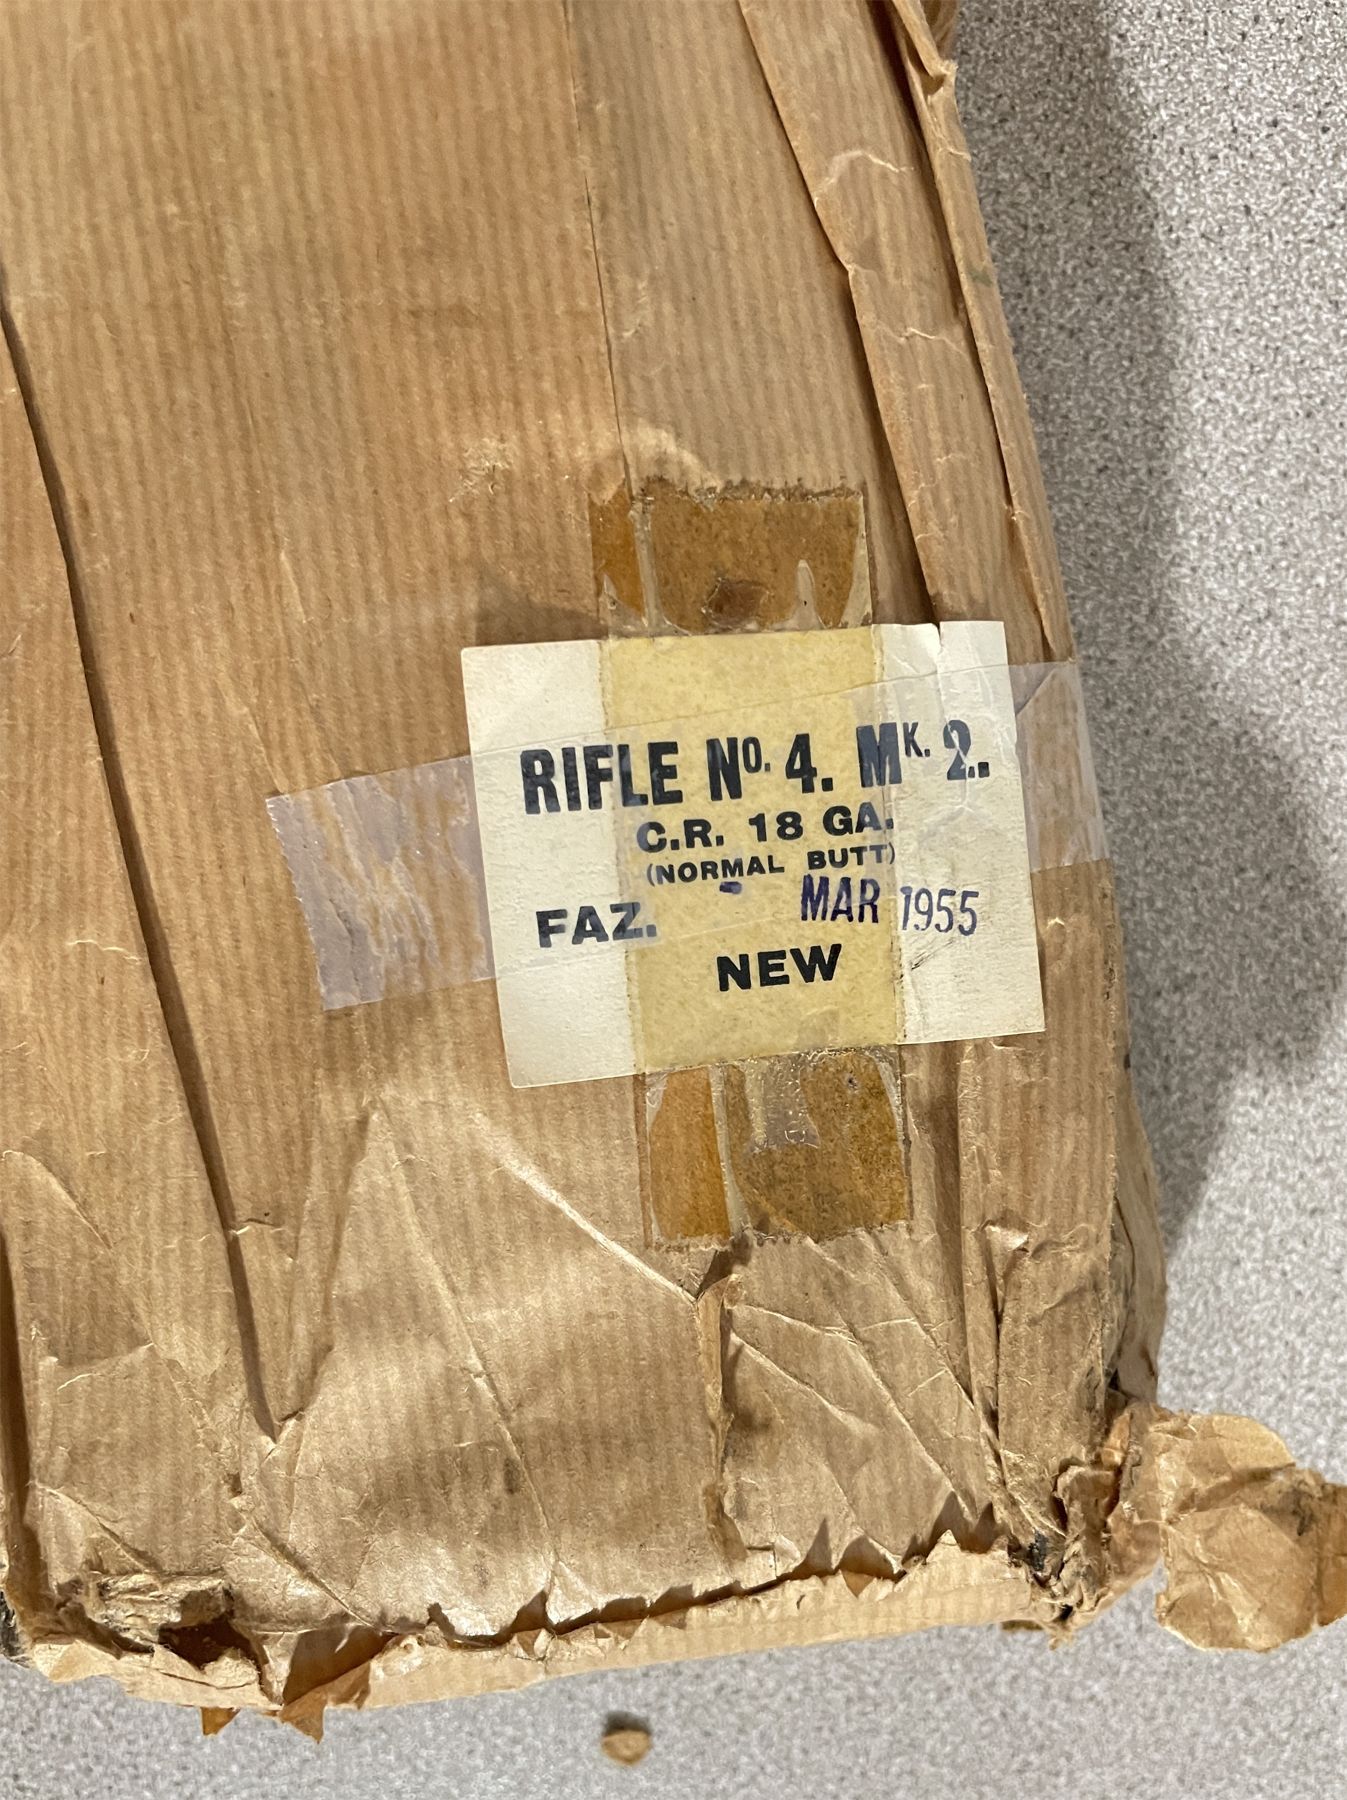 RIFLE No. 4. Mk. 2.
C.R. 18 GA.
(NORMAL BUTT)
FAZ. MAR 1955
NEW